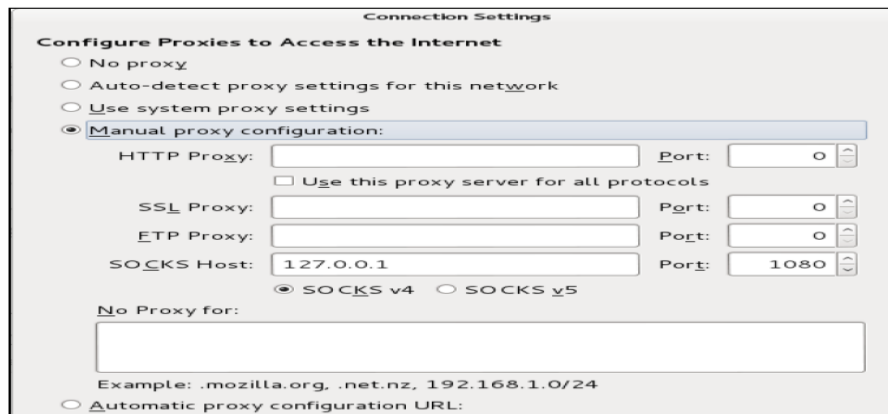 Connection Settings
Configure Proxies to Access the Internet
No proxy
Auto-detect proxy settings for this network
Use system proxy settings
Manual proxy configuration:
HTTP Proxy: Port: 0
Use this proxy server for all protocols
SSL Proxy: Port: 0
FTP Proxy: Port: 0
SOCKS Host: 127.0.0.1 Port: 1080
SOCKS v4 SOCKS v5
No Proxy for:
Example: .mozilla.org, .net.nz, 192.168.1.0/24
Automatic proxy configuration URL: